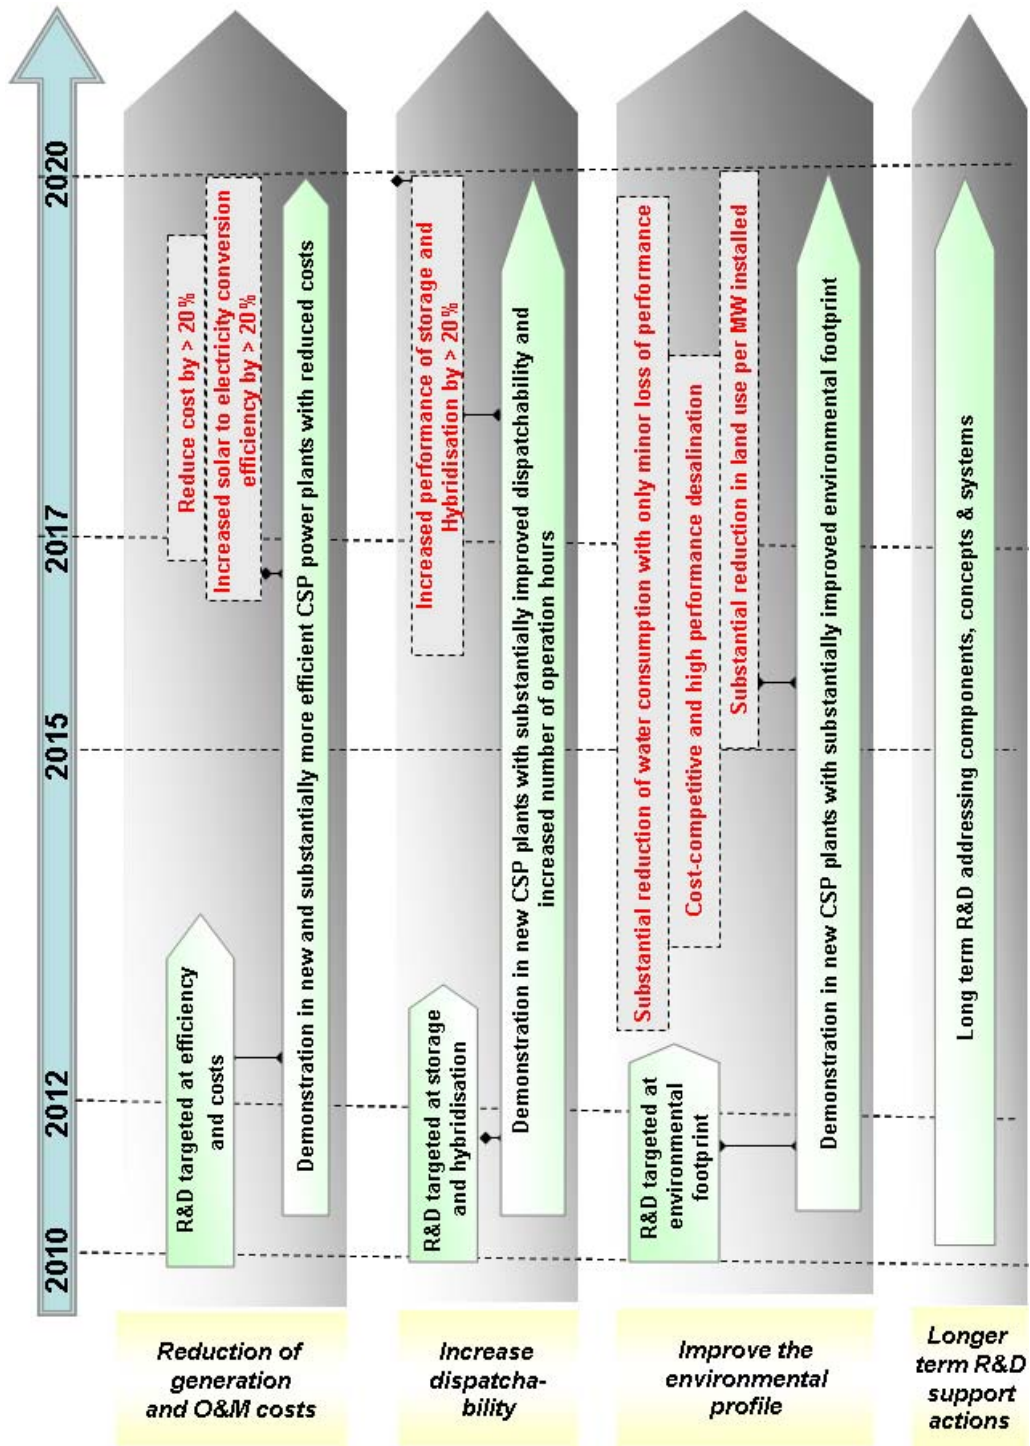 2010
2012
2015
2017
2020
Reduction of
generation
and O&M costs
R&D targeted at efficiency
and costs
Reduce cost by > 20%
Increased solar to electricity conversion
efficiency by > 20%
Demonstration in new and substantially more efficient CSP power plants with reduced costs
Increase
dispatcha-
bility
R&D targeted at storage
and hybridisation
Increased performance of storage and
Hybridisation by > 20%
Demonstration in new CSP plants with substantially improved dispatchability and
increased number of operation hours
Improve the
environmental
profile
R&D targeted at
environmental
footprint
Substantial reduction of water consumption with only minor loss of performance
Cost-competitive and high performance desalination
Substantial reduction in land use per MW installed
Demonstration in new CSP plants with substantially improved environmental footprint
Longer
term R&D
support
actions
Long term R&D addressing components, concepts & systems